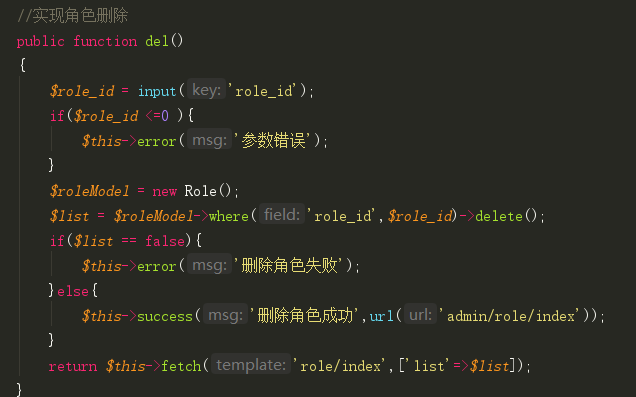 //实现角色删除
public function del()
{
    $role_id = input( key: 'role_id');
    if($role_id <=0 ){
        $this->error( msg: '参数错误');
    }
    $roleModel = new Role();
    $list = $roleModel->where( field: 'role_id',$role_id)->delete();
    if($list == false){
        $this->error( msg: '删除角色失败');
    }else{
        $this->success( msg: '删除角色成功',url( url: 'admin/role/index'));
    }
    return $this->fetch( template: 'role/index',['list'=>$list]);
}